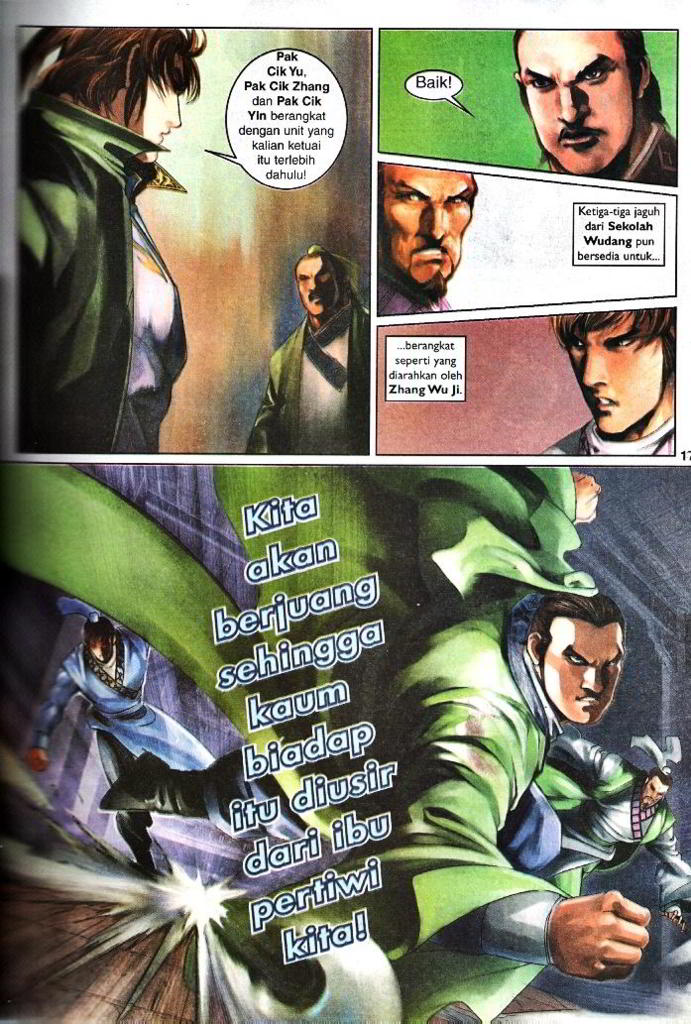 Pak
Cik Yu,
Pak Cik Zhang
dan Pak Cik
Yin berangkat
dengan unit yang
kalian ketuai
itu terlebih
dahulu!
Baik!
Ketiga-tiga jaguh
dari Sekolah
Wudang pun
bersedia untuk...
...berangkat
seperti yang
diarahkan oleh
Zhang Wu Ji.
17
Kita
akan
berjuang
sehingga
kaum
biadap
itu diusir
dari ibu
pertiwi
kita!